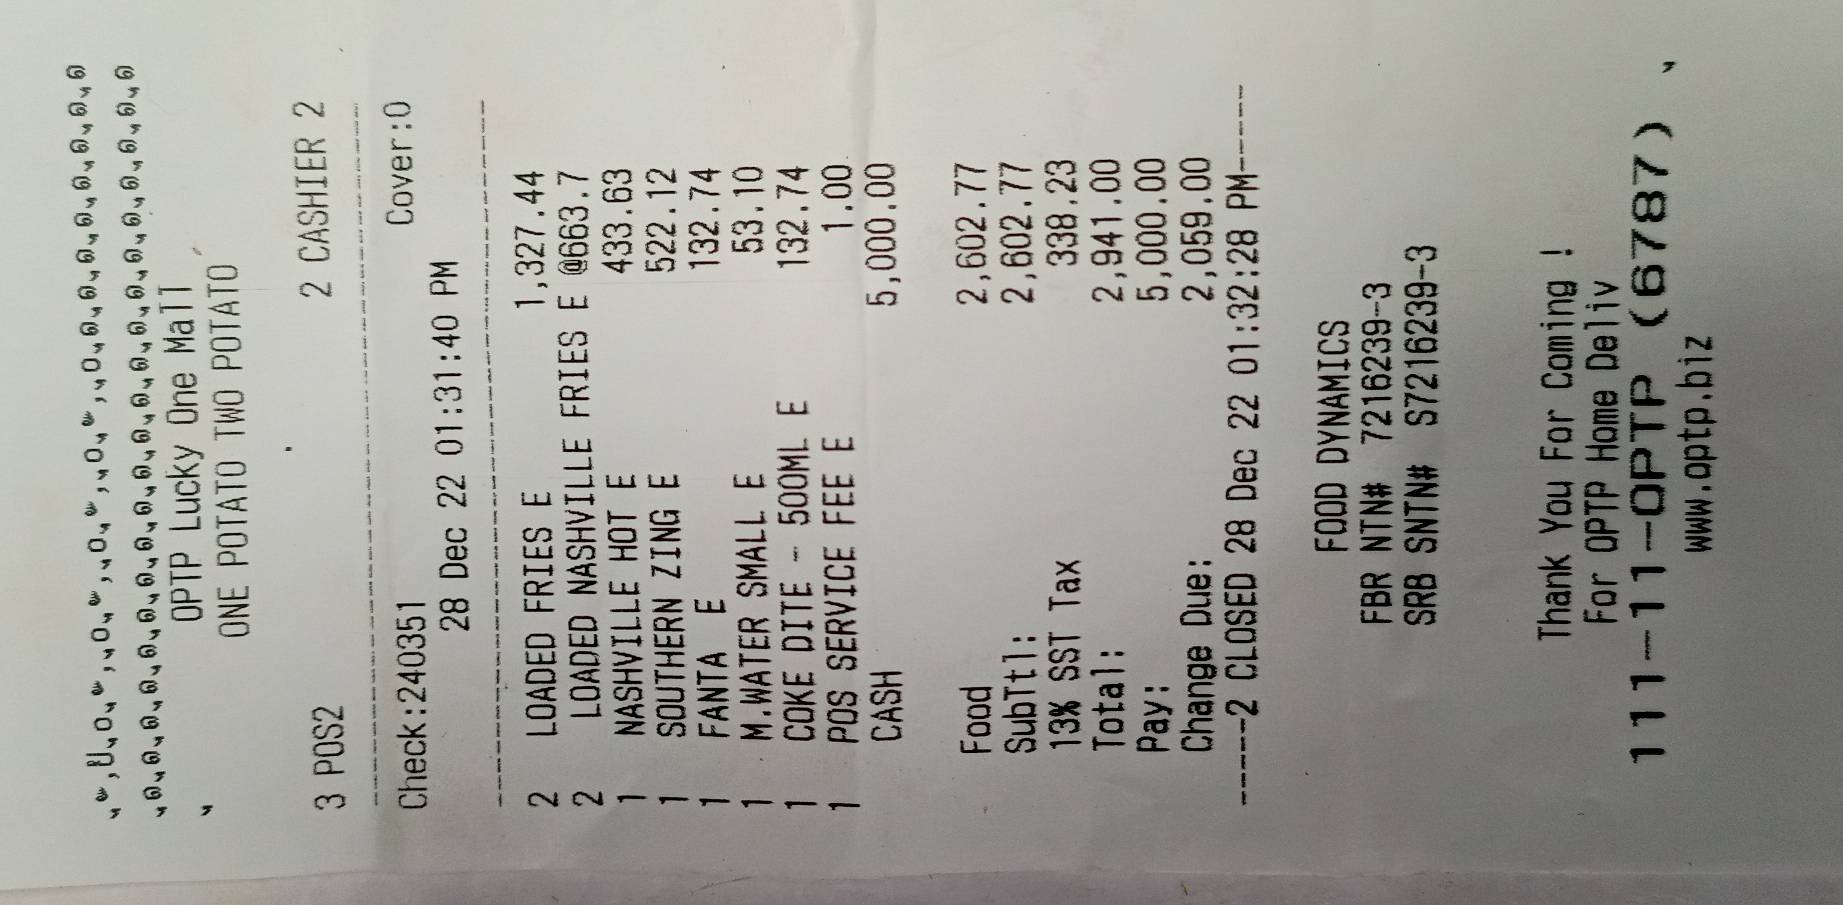 OPTP Lucky One Mall
ONE POTATO TWO POTATO
3 POS2 2 CASHIER 2
Check:240351 Cover:0
28 Dec 22 01:31:40 PM
2 LOADED FRIES E 1,327.44
2 LOADED NASHVILLE FRIES E @663.7
1 NASHVILLE HOT E 433.63
1 SOUTHERN ZING E 522.12
1 FANTA E 132.74
1 M.WATER SMALL E 53.10
1 COKE DITE - 500ML E 132.74
1 POS SERVICE FEE E 1.00
CASH 5,000.00
Food 2,602.77
SubTtl: 2,602.77
13% SST Tax 338.23
Total: 2,941.00
Pay: 5,000.00
Change Due: 2,059.00
-----2 CLOSED 28 Dec 22 01:32:28 PM-----
FOOD DYNAMICS
FBR NTN# 7216239-3
SRB SNTN# S7216239-3
Thank You For Coming !
For OPTP Home Deliv
111-11-OPTP (6787) ,
www.optp.biz